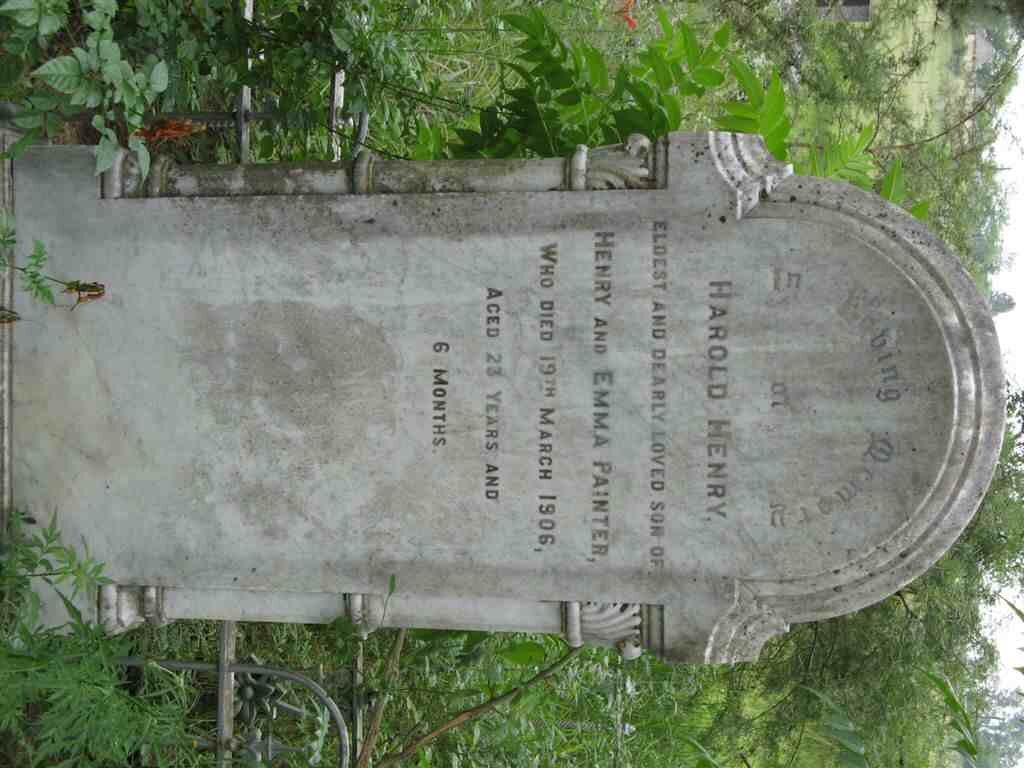 HAROLD HENRY,
ELDEST AND DEARLY LOVED SON OF
HENRY AND EMMA PAINTER,
WHO DIED 19TH MARCH 1906,
AGED 23 YEARS AND
6 MONTHS.